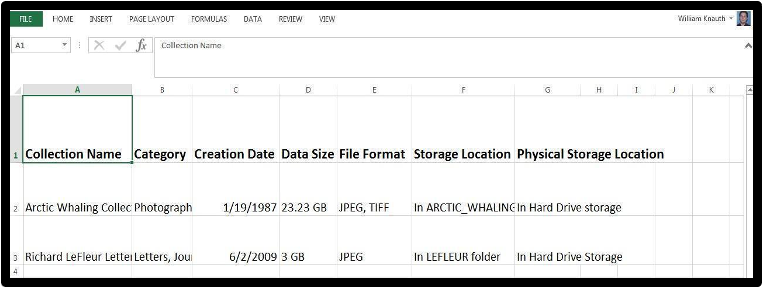 FILE HOME INSERT PAGE LAYOUT FORMULAS DATA REVIEW VIEW William Knauth
A1 fx Collection Name
A B C D E F G H I J K
1 Collection Name Category Creation Date Data Size File Format Storage Location Physical Storage Location
2 Arctic Whaling Collec Photograph 1/19/1987 23.23 GB JPEG, TIFF In ARCTIC_WHALING In Hard Drive storage
3 Richard LeFleur Letter Letters, Jou 6/2/2009 3 GB JPEG In LEFLEUR folder In Hard Drive Storage
4